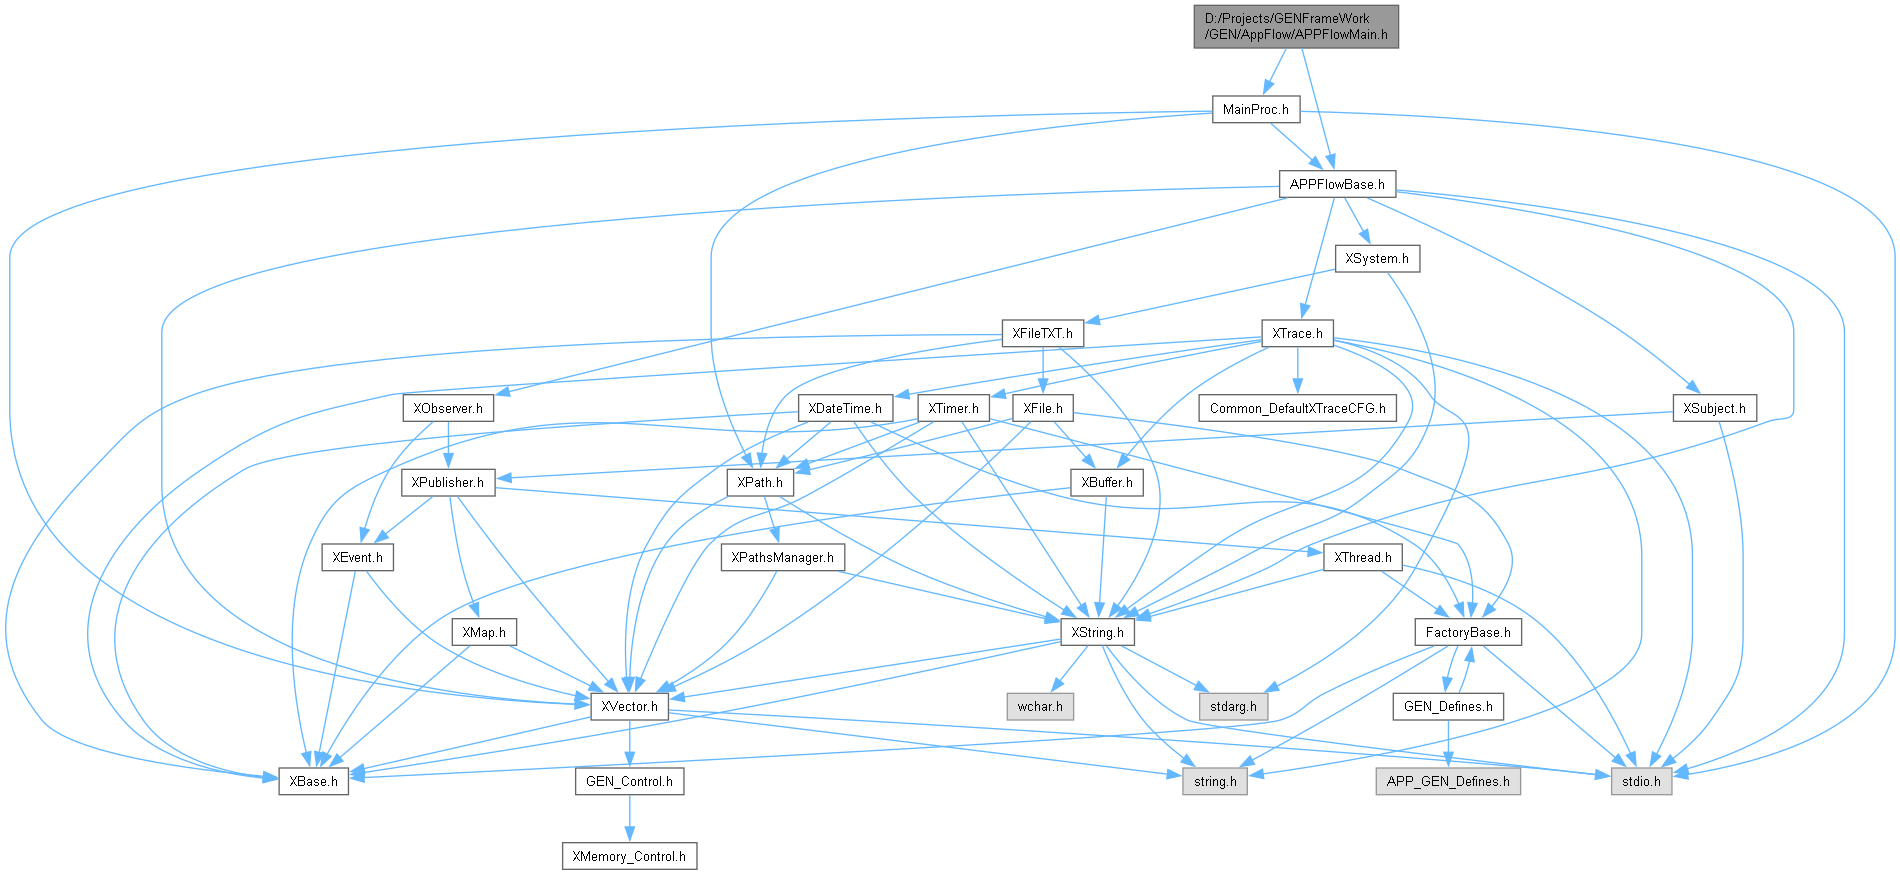 D:/Projects/GENFrameWork
/GEN/AppFlow/APPFlowMain.h
MainProc.h
APPFlowBase.h
XSystem.h
XFileTXT.h
XTrace.h
XObserver.h
XDateTime.h
XTimer.h
XFile.h
Common_DefaultXTraceCFG.h
XSubject.h
XPublisher.h
XPath.h
XBuffer.h
XEvent.h
XPathsManager.h
XThread.h
XMap.h
XString.h
FactoryBase.h
XVector.h
wchar.h
stdarg.h
GEN_Defines.h
XBase.h
GEN_Control.h
string.h
APP_GEN_Defines.h
stdio.h
XMemory_Control.h